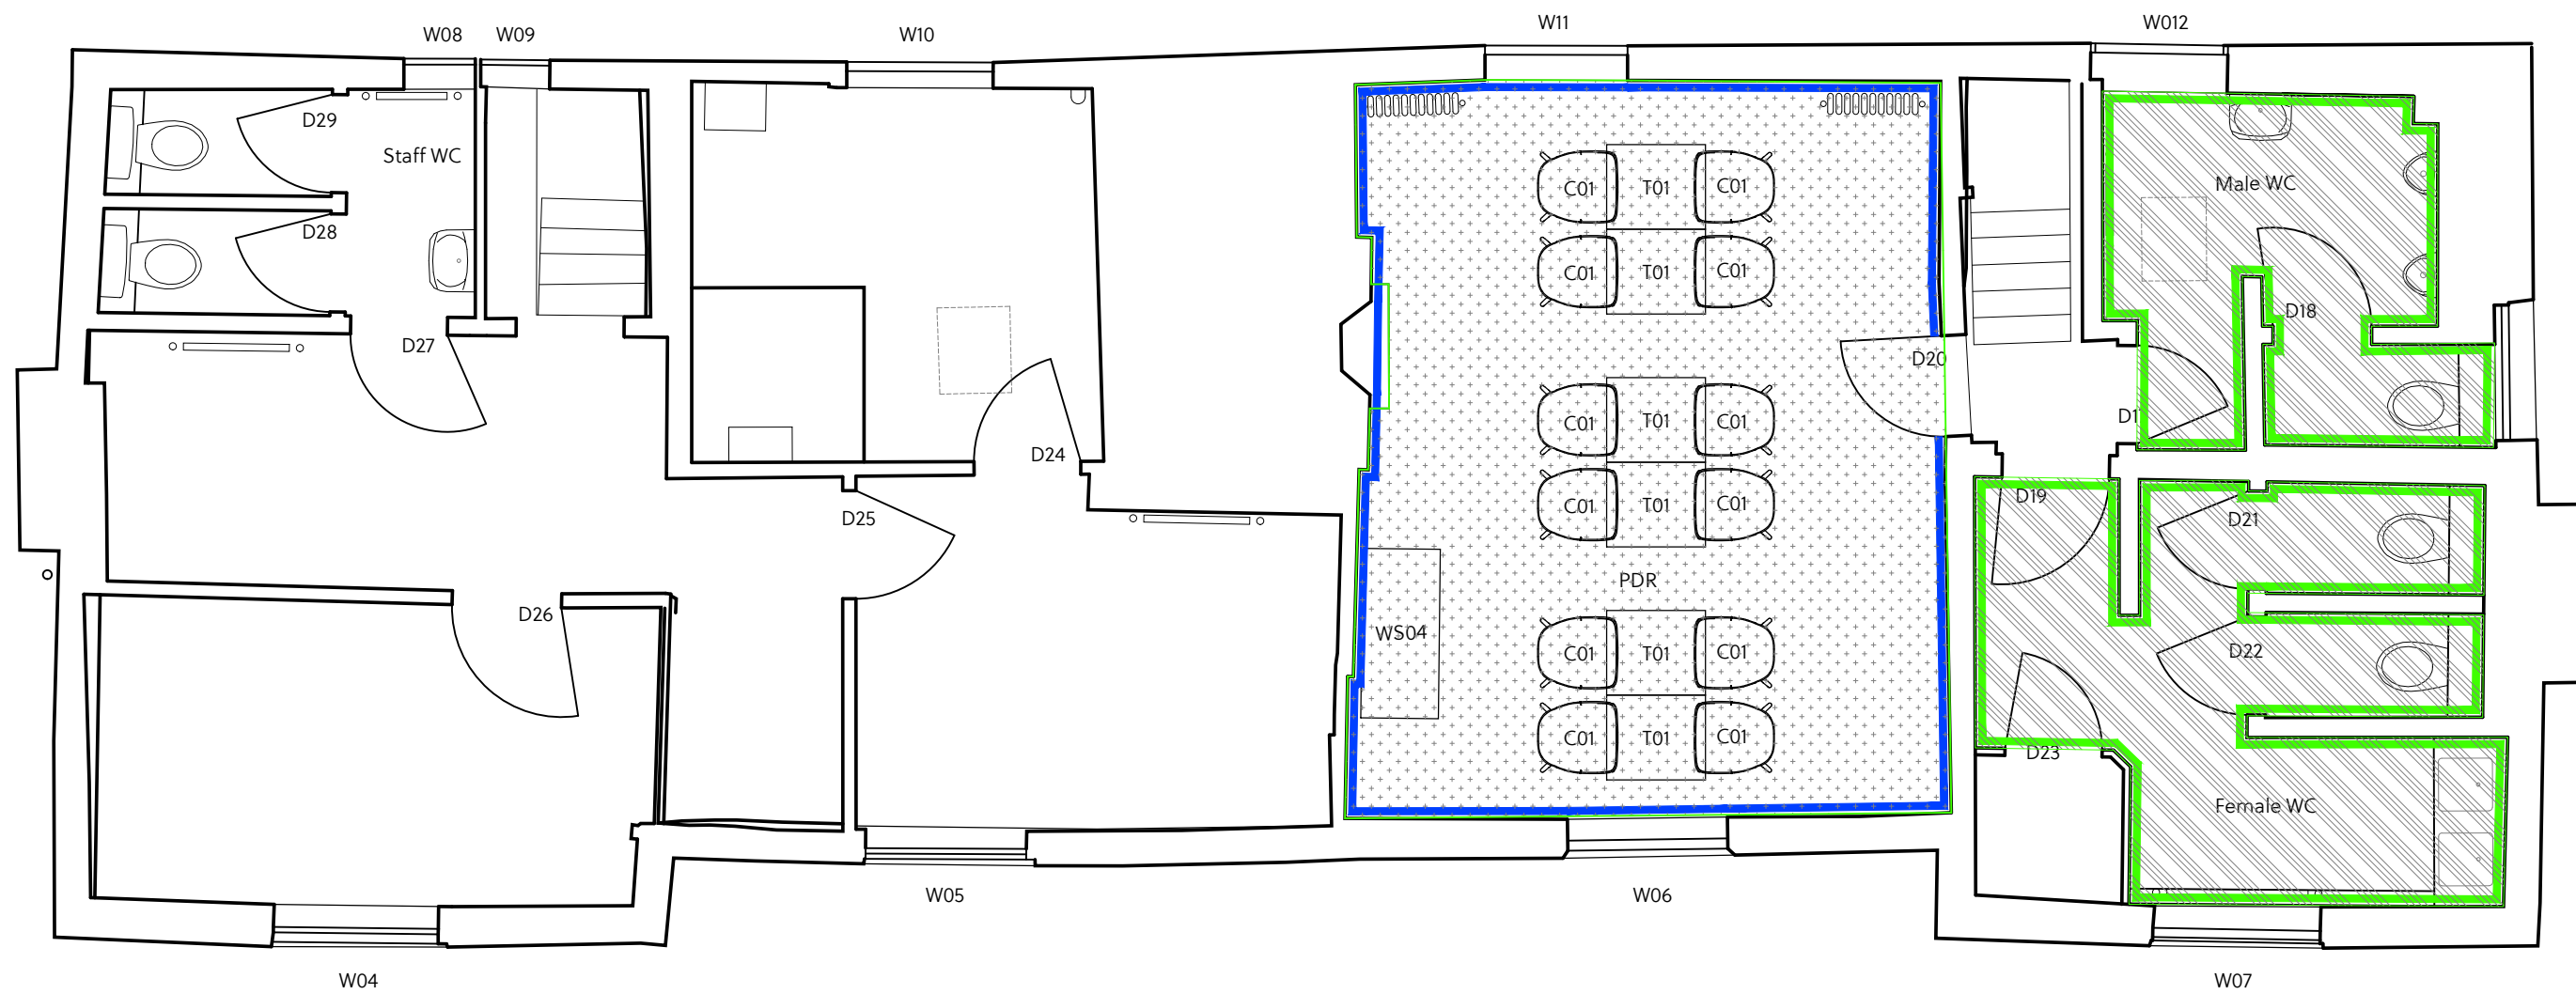 W11
W012
W08
W09
W10
D29
Staff WC
D28
D27
D24
D25
D26
C01
T01
C01
C01
T01
C01
C01
T01
C01
C01
T01
C01
PDR
WS04
C01
T01
C01
C01
T01
C01
D20
Male WC
D18
D1
D19
D21
D22
D23
Female WC
W05
W06
W04
W07